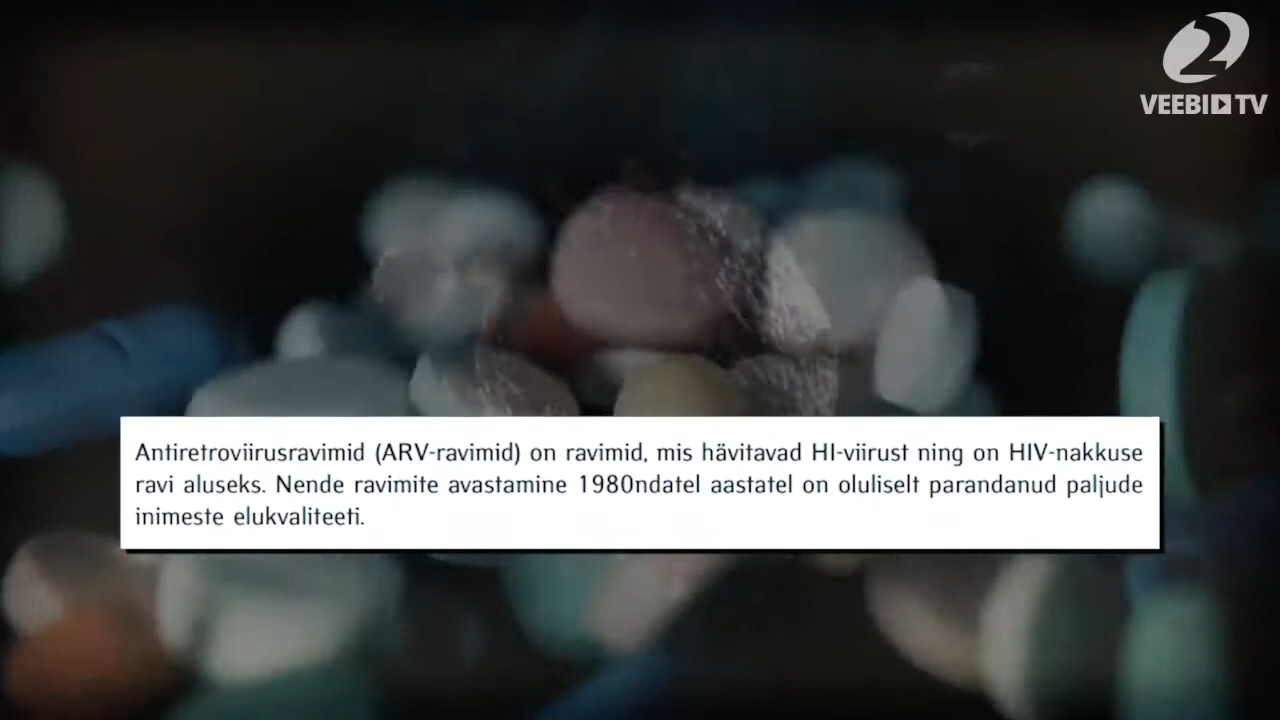 2
VEEBI TV
Antiretroviirusravimid (ARV-ravimid) on ravimid, mis hävitavad HI-viirust ning on HIV-nakkuse
ravi aluseks. Nende ravimite avastamine 1980ndatel aastatel on oluliselt parandanud paljude
inimeste elukvaliteeti.